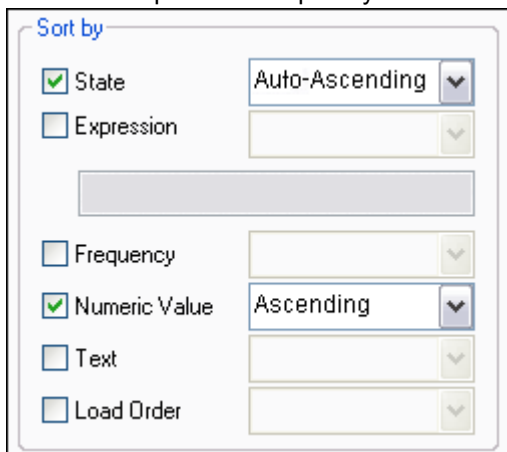 Sort by
State Auto-Ascending
Expression
Frequency
Numeric Value Ascending
Text
Load Order